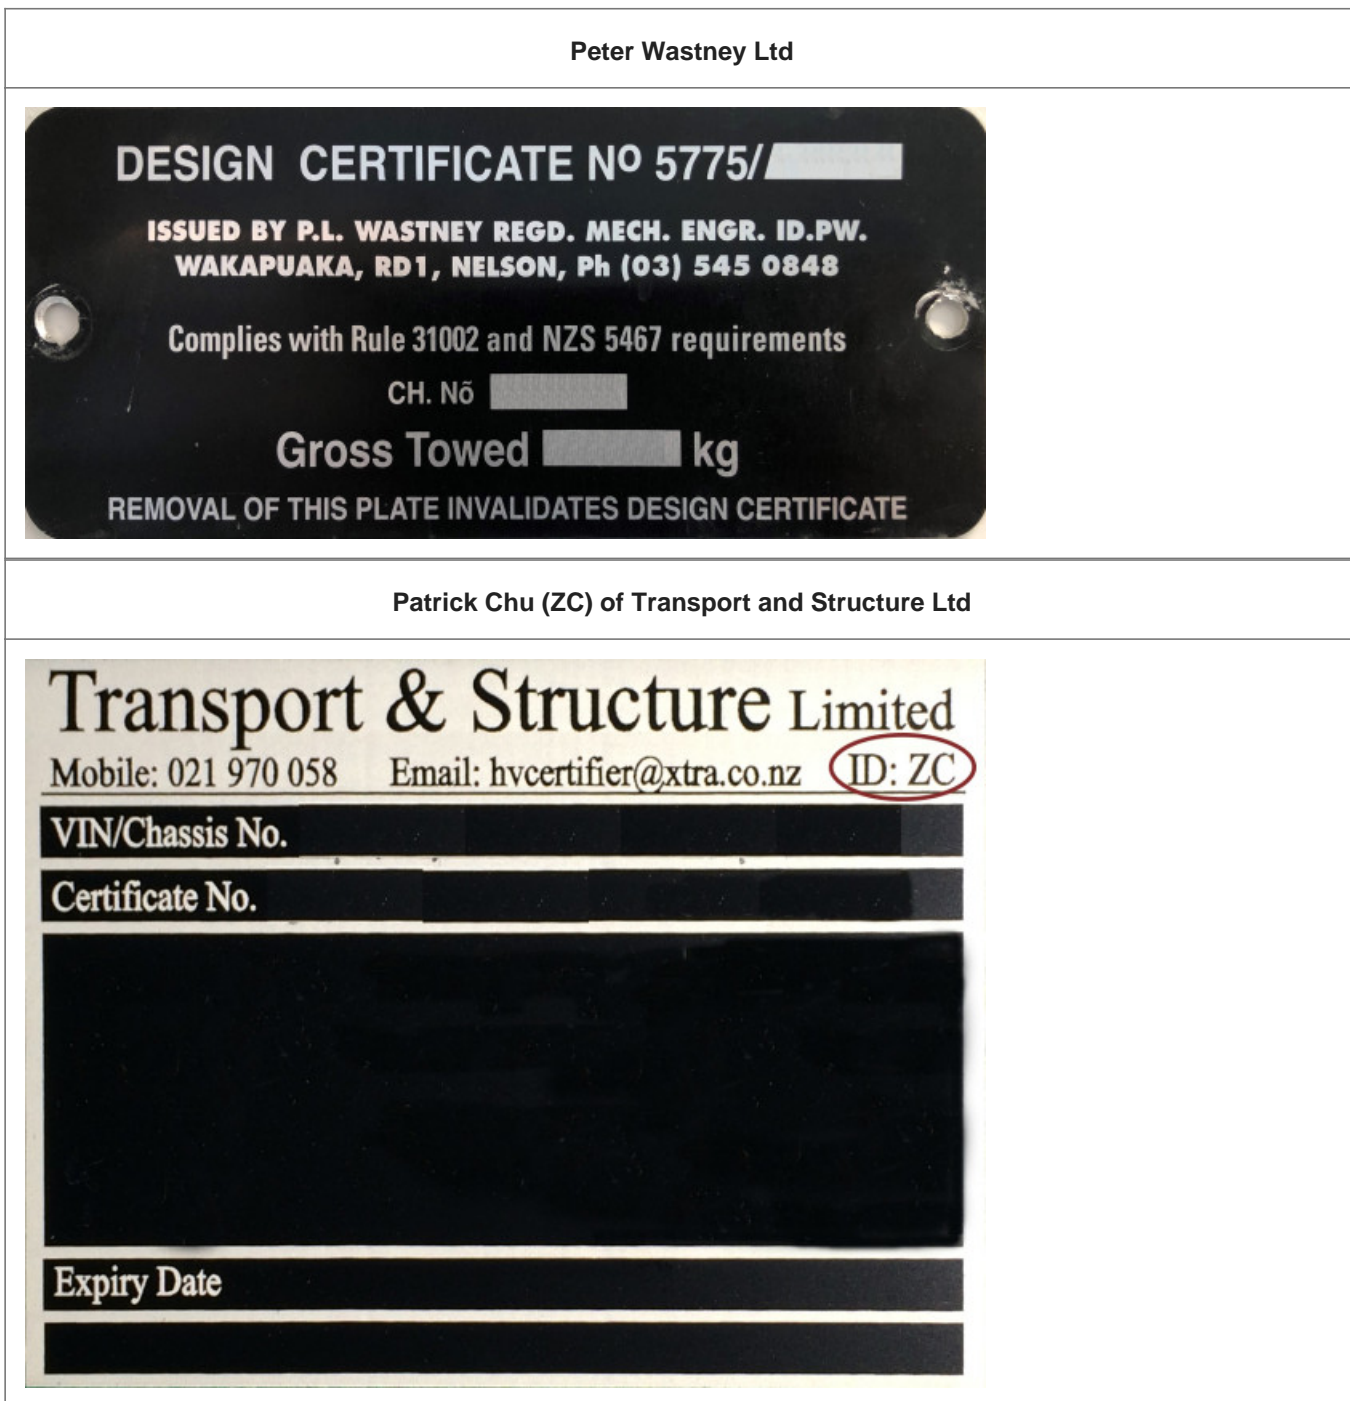 Peter Wastney Ltd
DESIGN CERTIFICATE Nº 5775/
ISSUED BY P.L. WASTNEY REGD. MECH. ENGR. ID.PW.
WAKAPUAKA, RD1, NELSON, Ph (03) 545 0848
Complies with Rule 31002 and NZS 5467 requirements
CH. Nõ
Gross Towed kg
REMOVAL OF THIS PLATE INVALIDATES DESIGN CERTIFICATE
Patrick Chu (ZC) of Transport and Structure Ltd
Transport & Structure Limited
Mobile: 021 970 058 Email: hvcertifier@xtra.co.nz ID: ZC
VIN/Chassis No.
Certificate No.
Expiry Date